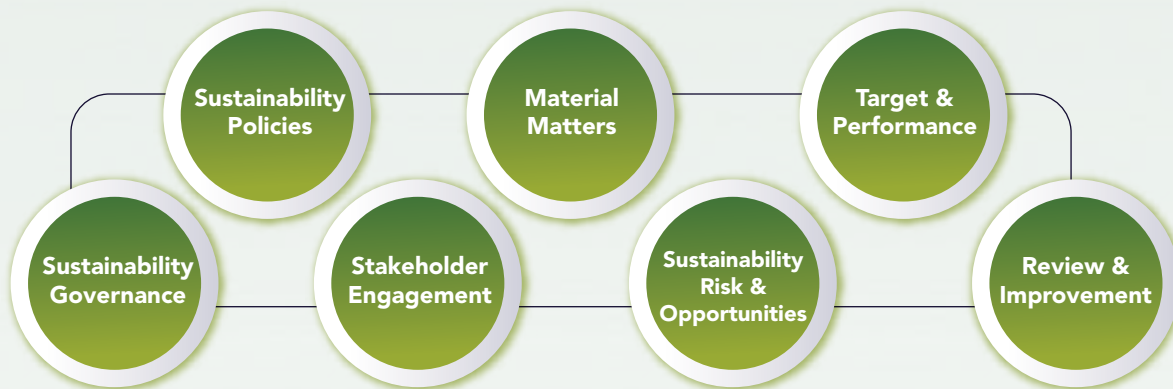 Sustainability
Policies
Material
Matters
Target &
Performance
Sustainability
Governance
Stakeholder
Engagement
Sustainability
Risk &
Opportunities
Review &
Improvement